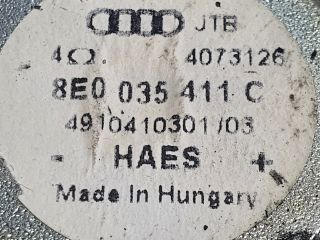 JTB
4Ω. 4073126
8E0 035 411 C
4910410301/03
- HAES +
Made In Hungary